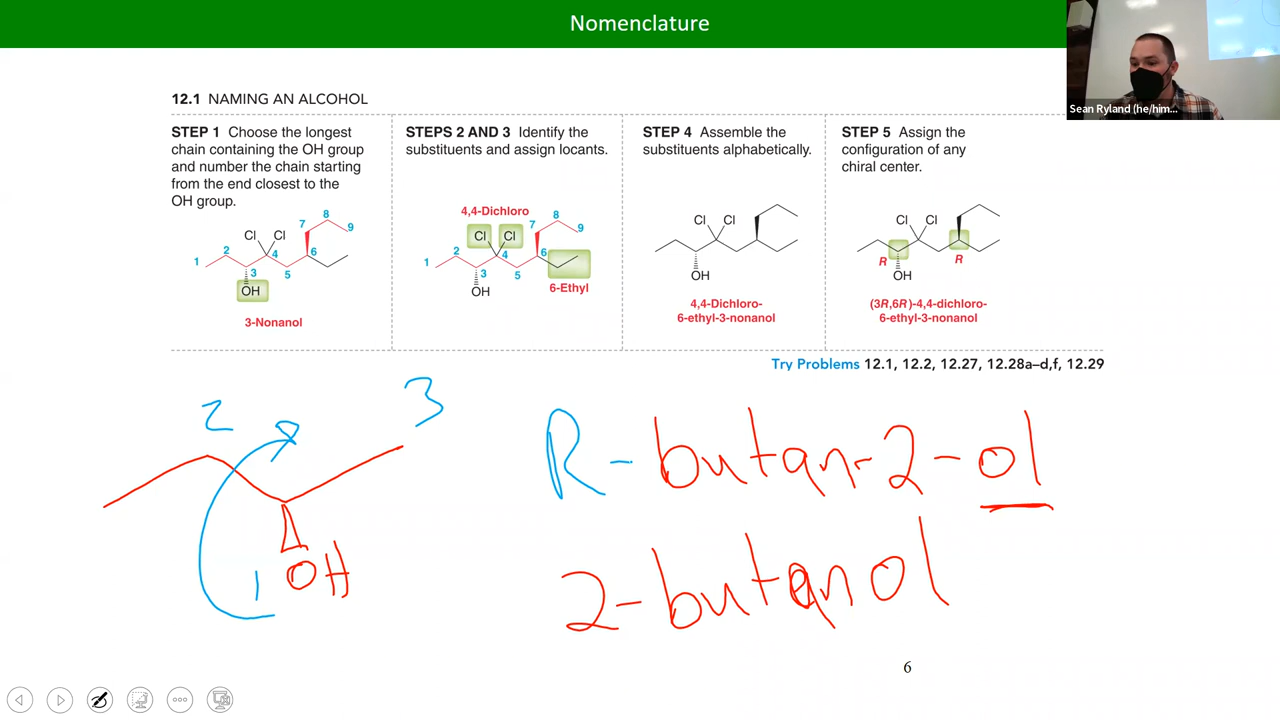 Nomenclature
Sean Ryland (he/him...
12.1 NAMING AN ALCOHOL
STEP 1 Choose the longest
chain containing the OH group
and number the chain starting
from the end closest to the
OH group.
1
2
3
4
5
6
7
8
9
Cl Cl
OH
3-Nonanol
STEPS 2 AND 3 Identify the
substituents and assign locants.
4,4-Dichloro
1
2
3
4
5
6
7
8
9
Cl Cl
OH
6-Ethyl
STEP 4 Assemble the
substituents alphabetically.
Cl Cl
OH
4,4-Dichloro-
6-ethyl-3-nonanol
STEP 5 Assign the
configuration of any
chiral center.
Cl Cl
R
R
OH
(3R,6R)-4,4-dichloro-
6-ethyl-3-nonanol
Try Problems 12.1, 12.2, 12.27, 12.28a–d,f, 12.29
2
3
1
OH
R-butan-2-ol
2-butanol
6